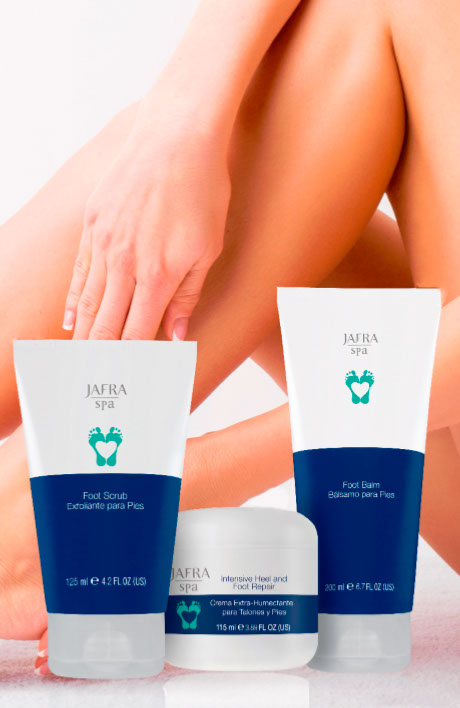 JAFRA
spa
Foot Scrub
Exfoliante para Pies
125 ml e 4.2 FL OZ (US)
JAFRA
spa
Intensive Heel and
Foot Repair
Crema Extra-Humectante
para Talones y Pies
115 ml e 3.88 FL OZ (US)
JAFRA
spa
Foot Balm
Bálsamo para Pies
200 ml e 6.7 FL OZ (US)